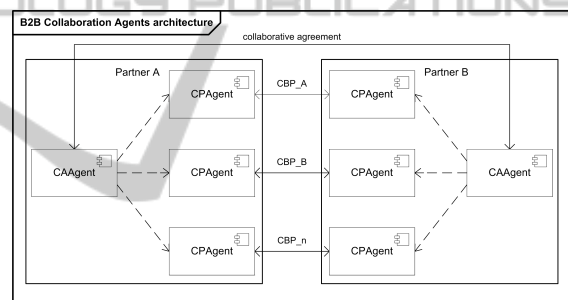 B2B Collaboration Agents architecture
collaborative agreement
Partner A
Partner B
CPAgent
CBP_A
CPAgent
CAAgent
CPAgent
CBP_B
CPAgent
CAAgent
CPAgent
CBP_n
CPAgent